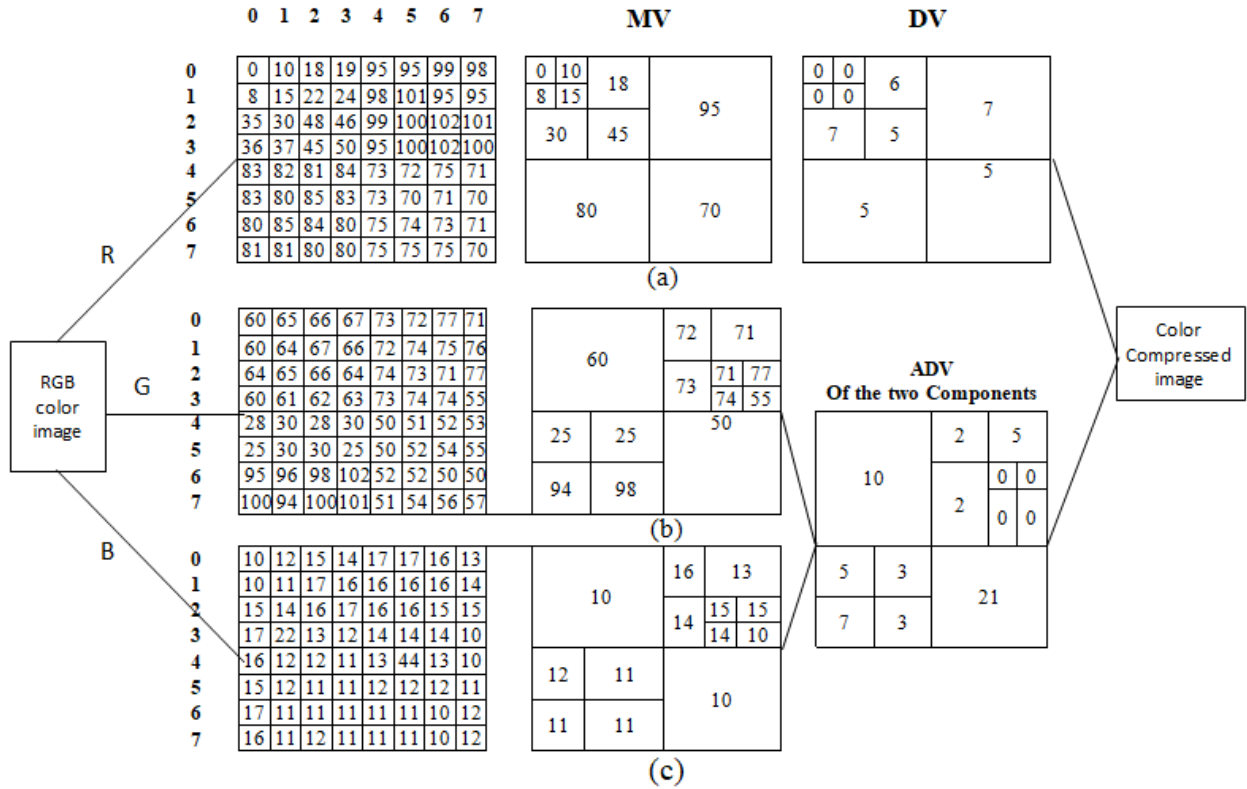 0 1 2 3 4 5 6 7
MV
DV
0 0 10 18 19 95 95 99 98
1 8 15 22 24 98 101 95 95
2 35 30 48 46 99 100 102 101
3 36 37 45 50 95 100 102 100
4 83 82 81 84 73 72 75 71
5 83 80 85 83 73 70 71 70
6 80 85 84 80 75 74 73 71
7 81 81 80 80 75 75 75 70
0 10
8 15
18
95
30 45
80 70
0 0
0 0
6
7
7 5
5
5
(a)
R
RGB
color
image
G
B
0 60 65 66 67 73 72 77 71
1 60 64 67 66 72 74 75 76
2 64 65 66 64 74 73 71 77
3 60 61 62 63 73 74 74 55
4 28 30 28 30 50 51 52 53
5 25 30 30 25 50 52 54 55
6 95 96 98 102 52 52 50 50
7 100 94 100 101 51 54 56 57
60
72 71
73
71 77
74 55
25 25
50
94 98
(b)
0 10 12 15 14 17 17 16 13
1 10 11 17 16 16 16 16 14
2 15 14 16 17 16 16 15 15
3 17 22 13 12 14 14 14 10
4 16 12 12 11 13 44 13 10
5 15 12 11 11 12 12 12 11
6 17 11 11 11 11 11 10 12
7 16 11 12 11 11 11 10 12
10
16 13
14
15 15
14 10
12 11
10
11 11
(c)
ADV
Of the two Components
10
2 5
2
0 0
0 0
5 3
21
7 3
Color
Compressed
image